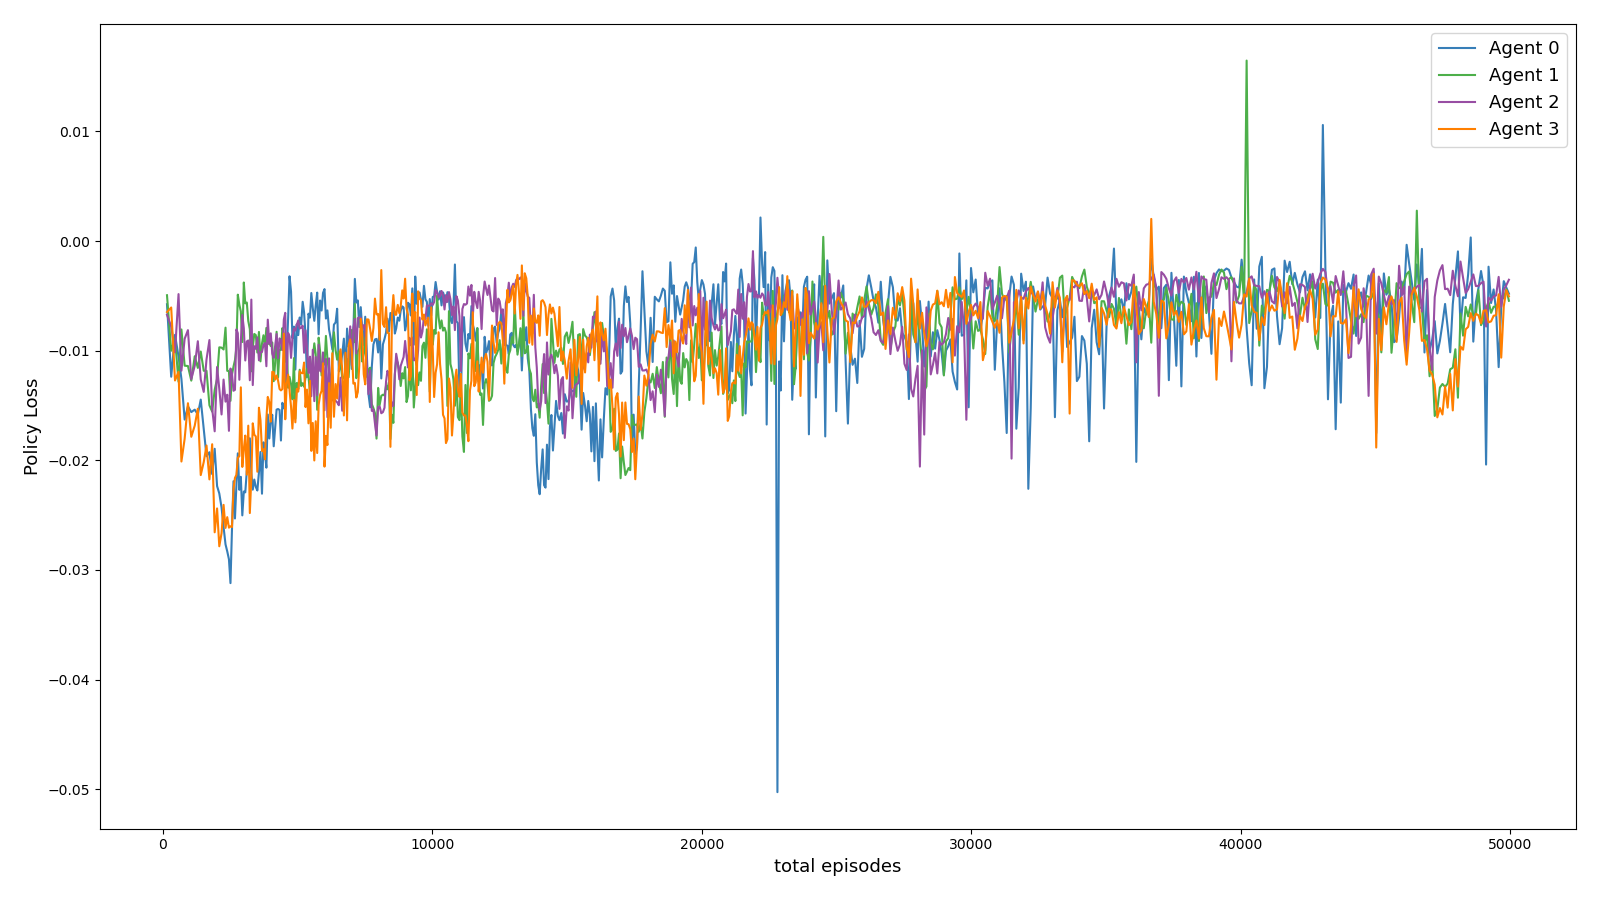 Agent 0
Agent 1
Agent 2
Agent 3
0.01
0.00
−0.01
−0.02
−0.03
−0.04
−0.05
Policy Loss
0
10000
20000
30000
40000
50000
total episodes